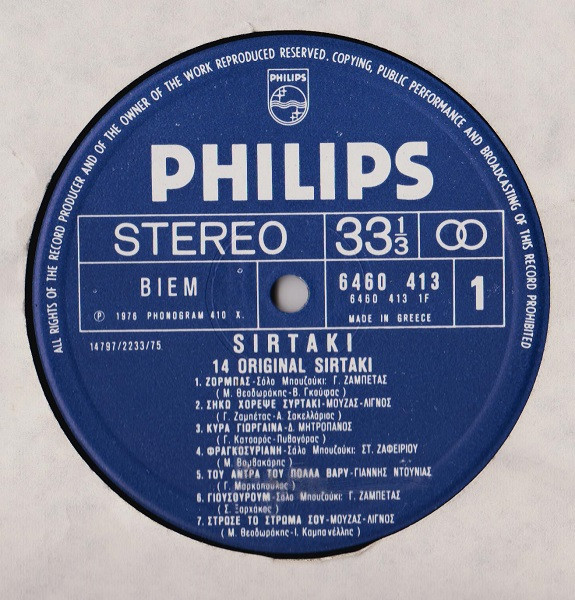 ALL RIGHTS OF THE RECORD PRODUCER AND OF THE OWNER OF THE WORK REPRODUCED RESERVED. COPYING, PUBLIC PERFORMANCE AND BROADCASTING OF THIS RECORD PROHIBITED
PHILIPS
PHILIPS
STEREO
33 1/3
BIEM
6460 413
6460 413 1F
1
℗ 1976 PHONOGRAM 410 X.
MADE IN GREECE
14797/2233/75
SIRTAKI
14 ORIGINAL SIRTAKI
1. ΖΟΡΜΠΑΣ-Σόλο Μπουζούκι: Γ. ΖΑΜΠΕΤΑΣ
( Μ. Θεοδωράκης-Β. Γκούφας )
2. ΣΗΚΩ ΧΟΡΕΨΕ ΣΥΡΤΑΚΙ-ΜΟΥΖΑΣ-ΛΙΓΝΟΣ
( Γ. Ζαμπέτας-Α. Σακελλάριος )
3. ΚΥΡΑ ΓΙΩΡΓΑΙΝΑ-Δ. ΜΗΤΡΟΠΑΝΟΣ
( Γ. Κατσαρός-Πυθαγόρας )
4. ΦΡΑΓΚΟΣΥΡΙΑΝΗ-Σόλο Μπουζούκι: ΣΤ. ΖΑΦΕΙΡΙΟΥ
( Μ. Βαμβακάρης )
5. ΤΟΥ ΑΝΤΡΑ ΤΟΥ ΠΟΛΛΑ ΒΑΡΥ-ΓΙΑΝΝΗΣ ΝΤΟΥΝΙΑΣ
( Γ. Μαρκόπουλος )
6. ΓΙΟΥΣΟΥΡΟΥΜ-Σόλο Μπουζούκι: Γ. ΖΑΜΠΕΤΑΣ
( Σ. Ξαρχάκος )
7. ΣΤΡΩΣΕ ΤΟ ΣΤΡΩΜΑ ΣΟΥ-ΜΟΥΖΑΣ-ΛΙΓΝΟΣ
( Μ. Θεοδωράκης-Ι. Καμπανέλλης )